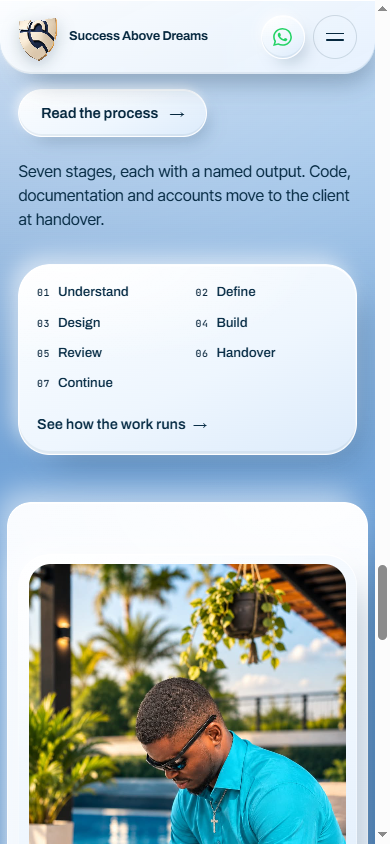 Success Above Dreams
Read the process →
Seven stages, each with a named output. Code,
documentation and accounts move to the client
at handover.
01 Understand
02 Define
03 Design
04 Build
05 Review
06 Handover
07 Continue
See how the work runs →